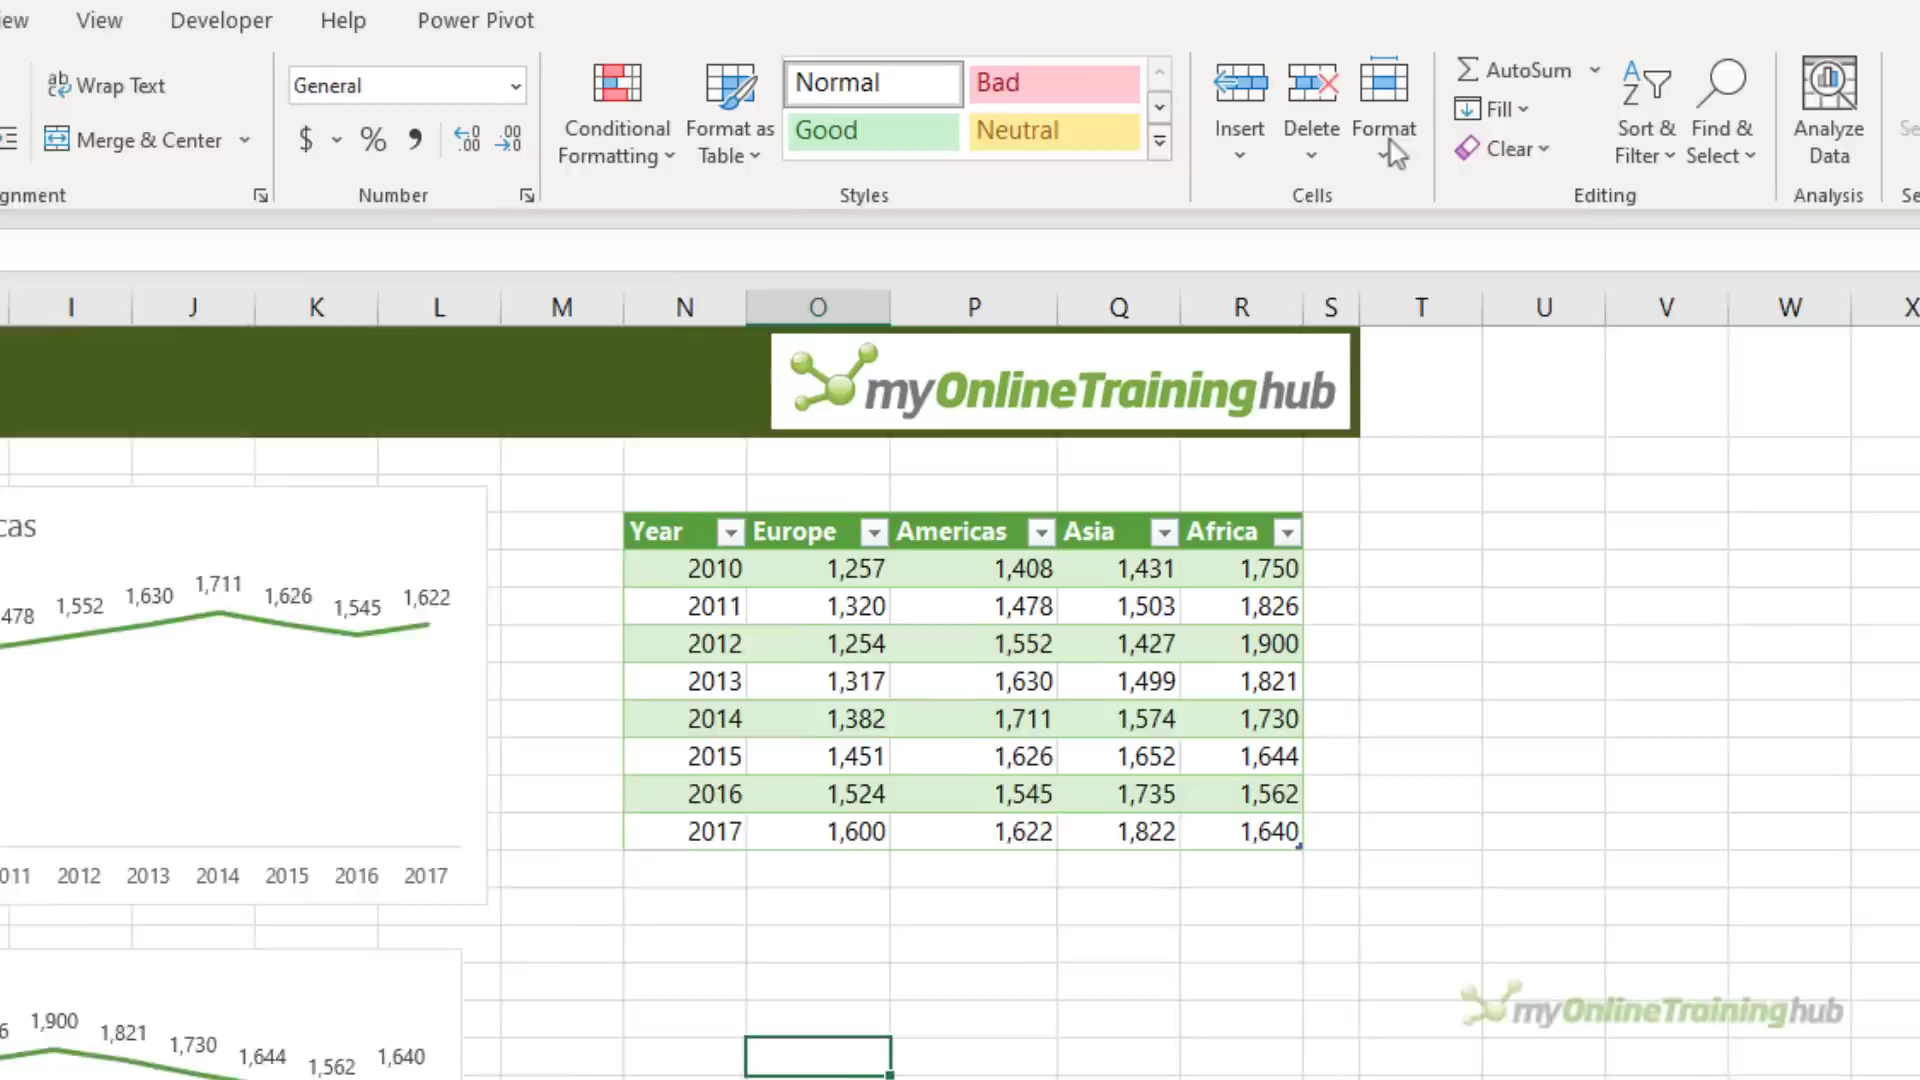 View Developer Help Power Pivot
Wrap Text
General
Merge & Center
$ % 9
Conditional Formatting
Format as Table
Normal Bad
Good Neutral
Insert Delete Format
AutoSum
Fill
Clear
Sort & Filter
Find & Select
Analyze Data
Number Styles Cells Editing Analysis
I J K L M N O P Q R S T U V W X
myOnlineTraininghub
Year Europe Americas Asia Africa
2010 1,257 1,408 1,431 1,750
2011 1,320 1,478 1,503 1,826
2012 1,254 1,552 1,427 1,900
2013 1,317 1,630 1,499 1,821
2014 1,382 1,711 1,574 1,730
2015 1,451 1,626 1,652 1,644
2016 1,524 1,545 1,735 1,562
2017 1,600 1,622 1,822 1,640
cas
478 1,552 1,630 1,711 1,626 1,545 1,622
011 2012 2013 2014 2015 2016 2017
6 1,900 1,821 1,730 1,644 1,562 1,640
myOnlineTraininghub